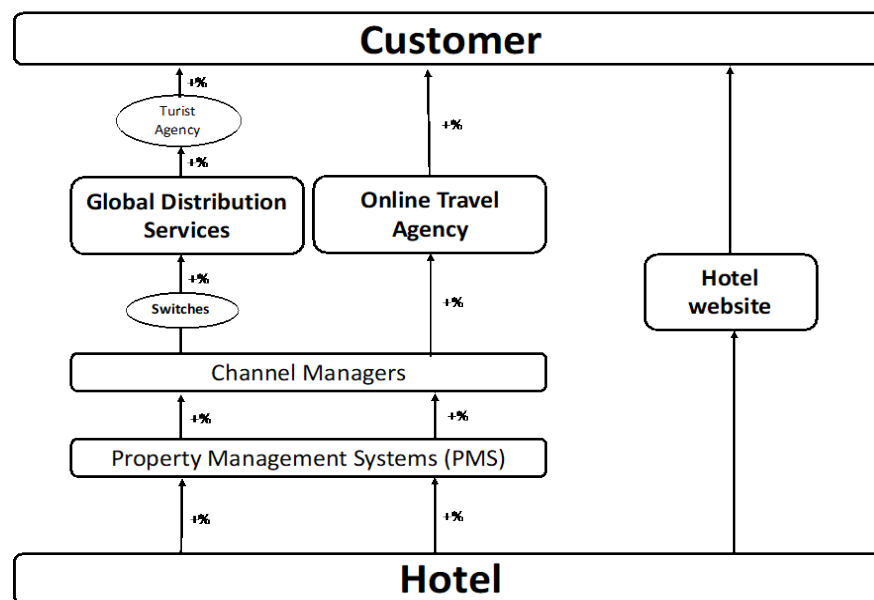 Customer
+%
+%
Turist
Agency
+%
+%
Global Distribution
Services
Online Travel
Agency
+%
Switches
+%
Hotel
website
Channel Managers
+%
+%
Property Management Systems (PMS)
+%
+%
Hotel